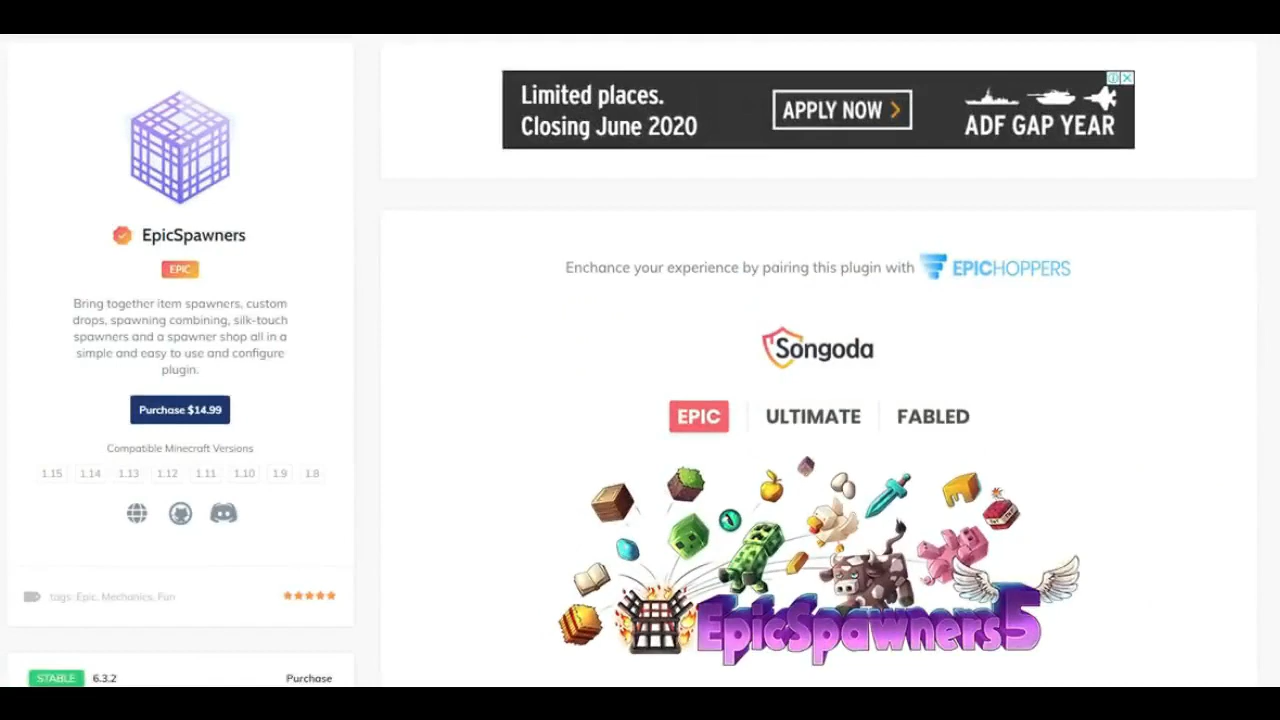 EpicSpawners
EPIC
Bring together item spawners, custom
drops, spawning combining, silk-touch
spawners and a spawner shop all in a
simple and easy to use and configure
plugin.
Purchase $14.99
Compatible Minecraft Versions
1.15 1.14 1.13 1.12 1.11 1.10 1.9 1.8
tags: Epic, Mechanics, Fun
STABLE 6.3.2 Purchase
Limited places.
Closing June 2020
APPLY NOW >
ADF GAP YEAR
Enchance your experience by pairing this plugin with EPICHOPPERS
Songoda
EPIC ULTIMATE FABLED
TNT
EpicSpawners5